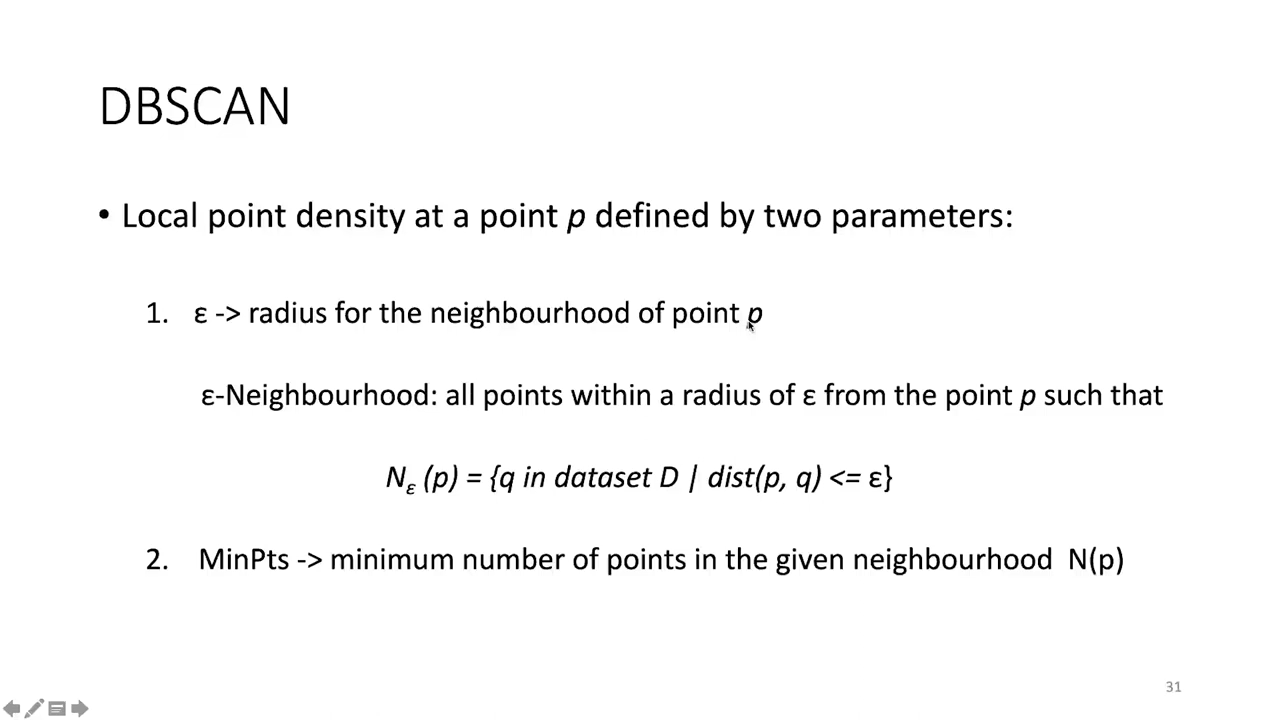 DBSCAN
• Local point density at a point p defined by two parameters:
1. ε -> radius for the neighbourhood of point p
ε-Neighbourhood: all points within a radius of ε from the point p such that
Nε (p) = {q in dataset D | dist(p, q) <= ε}
2. MinPts -> minimum number of points in the given neighbourhood N(p)
31